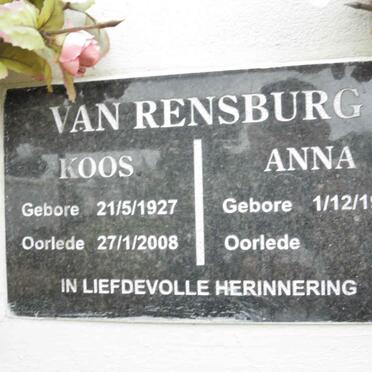 VAN RENSBURG
KOOS ANNA
Gebore 21/5/1927 Gebore 1/12/19
Oorlede 27/1/2008 Oorlede
IN LIEFDEVOLLE HERINNERING